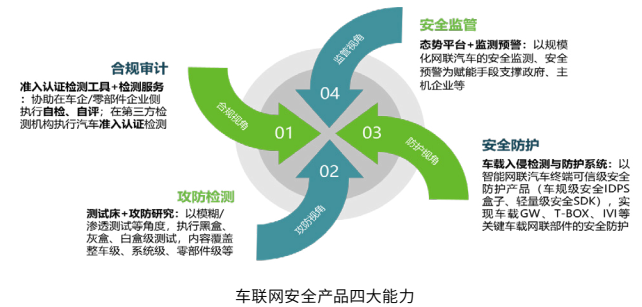 合规审计
准入认证检测工具+检测服务
：协助在车企/零部件企业侧
执行自检、自评；在第三方检
测机构执行汽车准入认证检测
合规视角
01
攻防检测
测试床+攻防研究：以模糊/
渗透测试等角度，执行黑盒、
灰盒、白盒级测试，内容覆盖
整车级、系统级、零部件级等
攻防视角
02
安全防护
车载入侵检测与防护系统：以
智能网联汽车终端可信级安全
防护产品（车规级安全IDPS
盒子、轻量级安全SDK），实
现车载GW、T-BOX、IVI等
关键车载网联部件的安全防护
防护视角
03
安全监管
态势平台+监测预警：以规模
化网联汽车的安全监测、安全
预警为赋能手段支撑政府、主
机企业等
监管视角
04
车联网安全产品四大能力